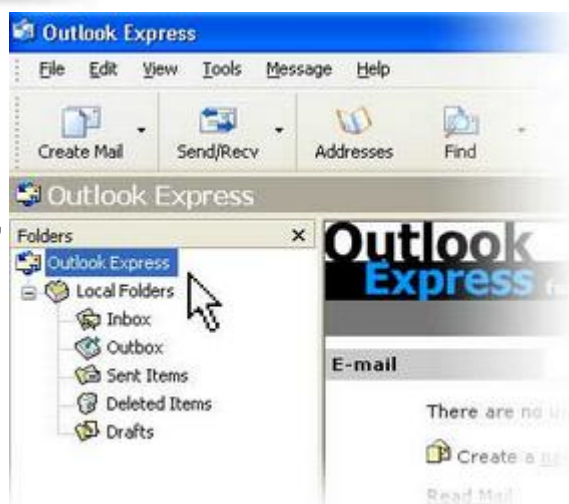 Outlook Express
File Edit View Tools Message Help
Create Mail Send/Recv Addresses Find
Outlook Express
Folders
Outlook Express
Local Folders
Inbox
Outbox
Sent Items
Deleted Items
Drafts
Outlook
Express
E-mail
There are no
Create a
Read Mail